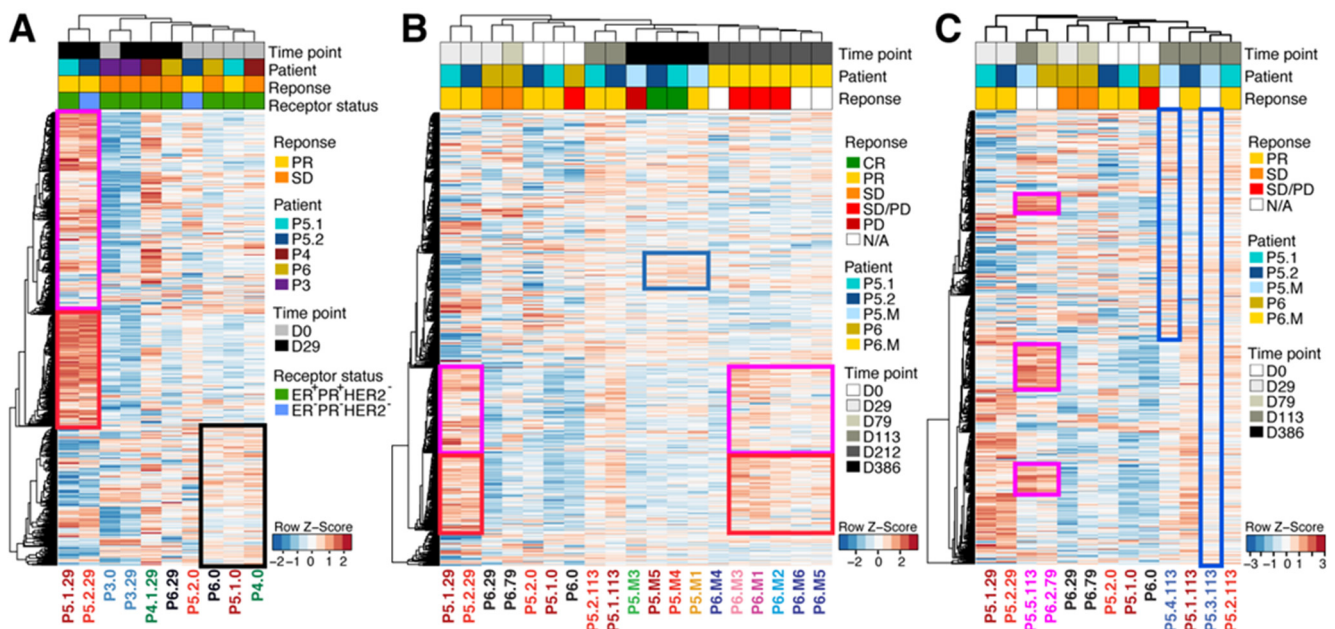 A
Time point
Patient
Reponse
Receptor status
Reponse
PR
SD
Patient
P5.1
P5.2
P4
P6
P3
Time point
D0
D29
Receptor status
ER+PR+HER2-
ER-PR-HER2-
Row Z-Score
-2 -1 0 1 2
P5.1.29
P5.2.29
P3.0
P3.29
P4.1.29
P6.29
P5.2.0
P6.0
P5.1.0
P4.0
B
Time point
Patient
Reponse
Reponse
CR
PR
SD
SD/PD
PD
N/A
Patient
P5.1
P5.2
P5.M
P6
P6.M
Time point
D0
D29
D79
D113
D212
D386
Row Z-Score
-2 0 2
P5.1.29
P5.2.29
P6.29
P6.79
P5.2.0
P5.1.0
P6.0
P5.2.113
P5.1.113
P5.M3
P5.M5
P5.M4
P5.M1
P6.M4
P6.M3
P6.M1
P6.M2
P6.M6
P6.M5
C
Time point
Patient
Reponse
Reponse
PR
SD
SD/PD
N/A
Patient
P5.1
P5.2
P5.M
P6
P6.M
Time point
D0
D29
D79
D113
D386
Row Z-Score
-3 -1 0 1 3
P5.1.29
P5.2.29
P5.5.113
P6.2.79
P6.29
P6.79
P5.2.0
P5.1.0
P6.0
P5.4.113
P5.1.113
P5.3.113
P5.2.113